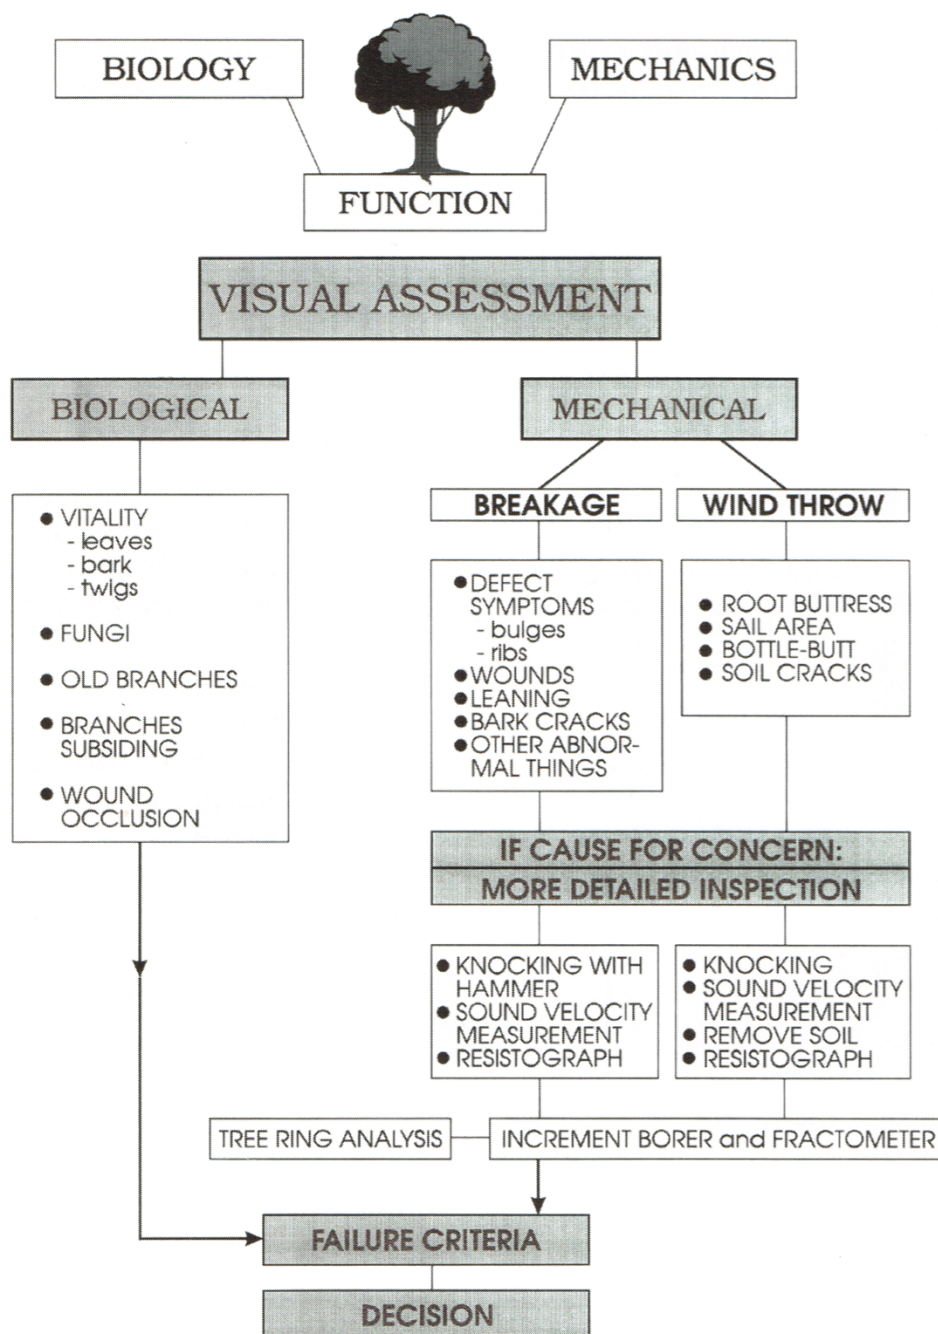 BIOLOGY
MECHANICS
FUNCTION
VISUAL ASSESSMENT
BIOLOGICAL
MECHANICAL
● VITALITY
- leaves
- bark
- twigs
● FUNGI
● OLD BRANCHES
● BRANCHES
SUBSIDING
● WOUND
OCCLUSION
BREAKAGE
● DEFECT
SYMPTOMS
- bulges
- ribs
● WOUNDS
● LEANING
● BARK CRACKS
● OTHER ABNOR-
MAL THINGS
WIND THROW
● ROOT BUTTRESS
● SAIL AREA
● BOTTLE-BUTT
● SOIL CRACKS
IF CAUSE FOR CONCERN:
MORE DETAILED INSPECTION
● KNOCKING WITH
HAMMER
● SOUND VELOCITY
MEASUREMENT
● RESISTOGRAPH
● KNOCKING
● SOUND VELOCITY
MEASUREMENT
● REMOVE SOIL
● RESISTOGRAPH
TREE RING ANALYSIS
INCREMENT BORER and FRACTOMETER
FAILURE CRITERIA
DECISION